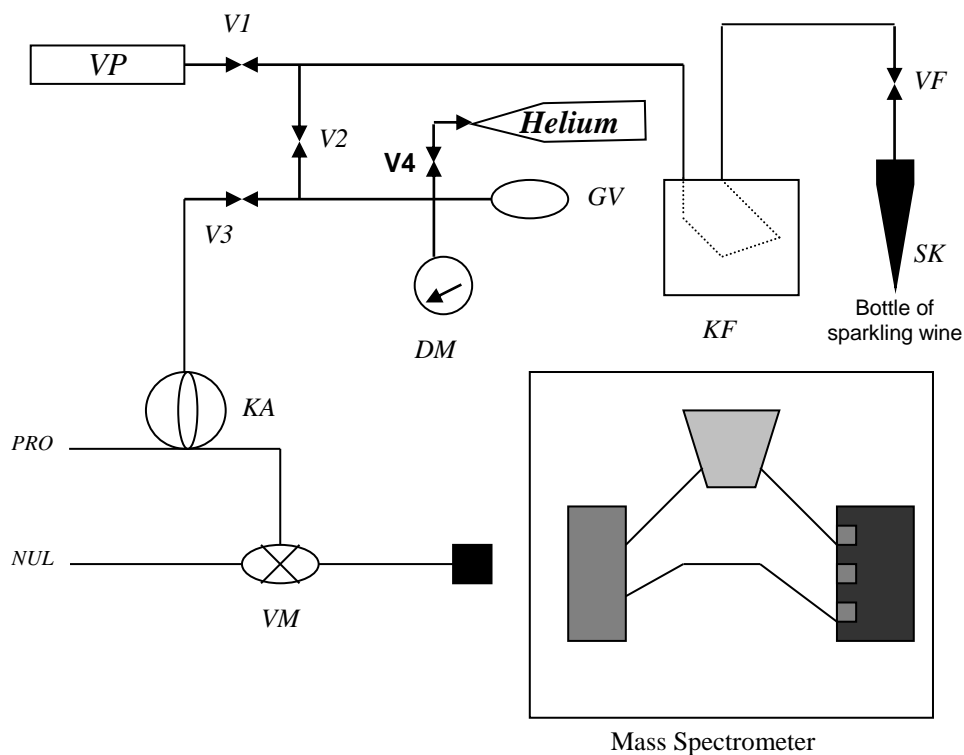 V1
VP
VF
Helium
V2
V4
GV
V3
SK
Bottle of
sparkling wine
KF
DM
KA
PRO
NUL
VM
Mass Spectrometer